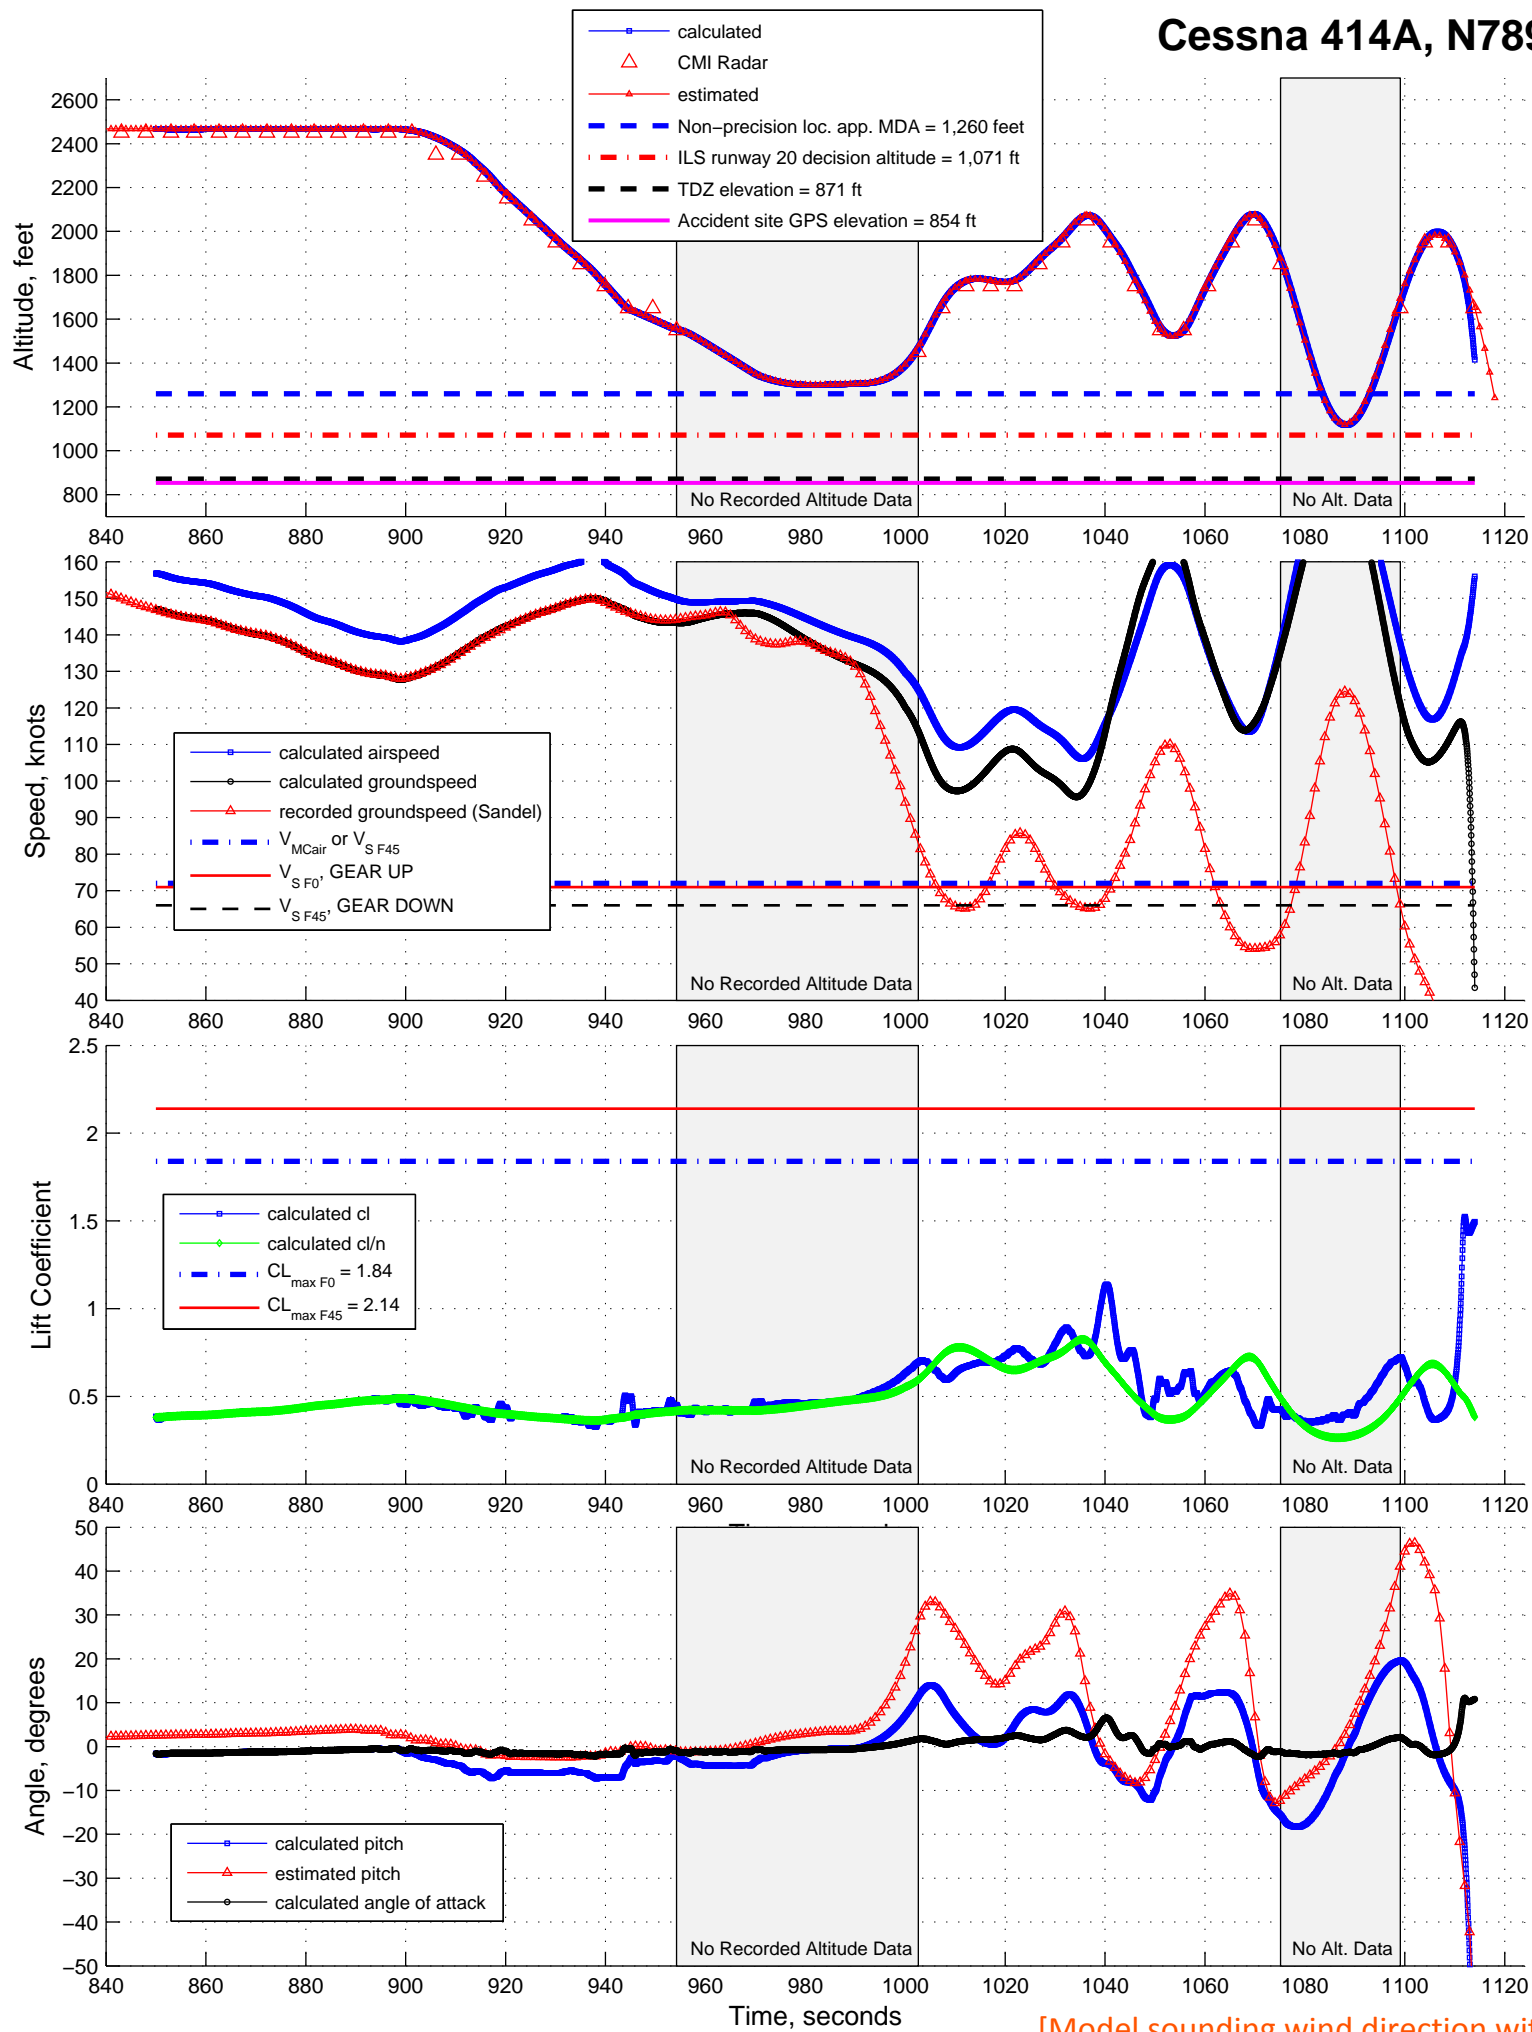 Cessna 414A, N789
calculated
CMI Radar
estimated
Non−precision loc. app. MDA = 1,260 feet
ILS runway 20 decision altitude = 1,071 ft
TDZ elevation = 871 ft
Accident site GPS elevation = 854 ft
Altitude, feet
2600
2400
2200
2000
1800
1600
1400
1200
1000
800
No Recorded Altitude Data
No Alt. Data
840 860 880 900 920 940 960 980 1000 1020 1040 1060 1080 1100 1120
Speed, knots
160
150
140
130
120
110
100
90
80
70
60
50
40
calculated airspeed
calculated groundspeed
recorded groundspeed (Sandel)
V MCair or V S F45
V S F0, GEAR UP
V S F45, GEAR DOWN
No Recorded Altitude Data
No Alt. Data
840 860 880 900 920 940 960 980 1000 1020 1040 1060 1080 1100 1120
Lift Coefficient
2.5
2
1.5
1
0.5
0
calculated cl
calculated cl/n
CL max F0 = 1.84
CL max F45 = 2.14
No Recorded Altitude Data
No Alt. Data
840 860 880 900 920 940 960 980 1000 1020 1040 1060 1080 1100 1120
Angle, degrees
50
40
30
20
10
0
−10
−20
−30
−40
−50
calculated pitch
estimated pitch
calculated angle of attack
No Recorded Altitude Data
No Alt. Data
840 860 880 900 920 940 960 980 1000 1020 1040 1060 1080 1100 1120
Time, seconds
[Model sounding wind direction wit